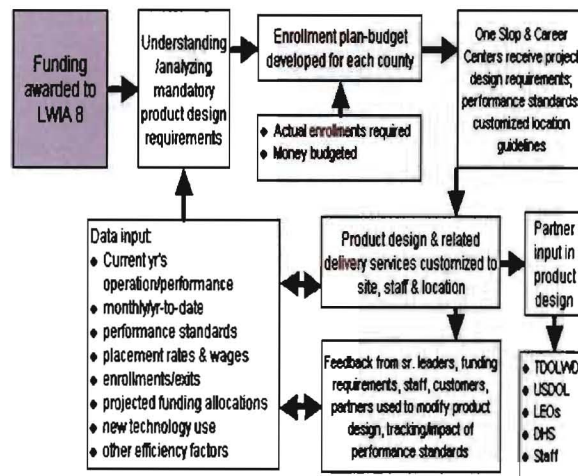 Funding
awarded to
LWIA 8
Understanding
/analyzing
mandatory
product design
requirements
Enrollment plan-budget
developed for each county
♦ Actual enrollments required
♦ Money budgeted
One Stop & Career
Centers receive project
design requirements;
performance standards
customized location
guidelines
Data input:
♦ Current yr's
operation/performance
♦ monthly/yr-to-date
♦ performance standards
♦ placement rates & wages
♦ enrollments/exits
♦ projected funding allocations
♦ new technology use
♦ other efficiency factors
Product design & related
delivery services customized to
site, staff & location
Partner
input in
product
design
Feedback from sr. leaders, funding
requirements, staff, customers,
partners used to modify product
design, tracking/impact of
performance standards
♦ TDOLWD
♦ USDOL
♦ LEOs
♦ DHS
♦ Staff